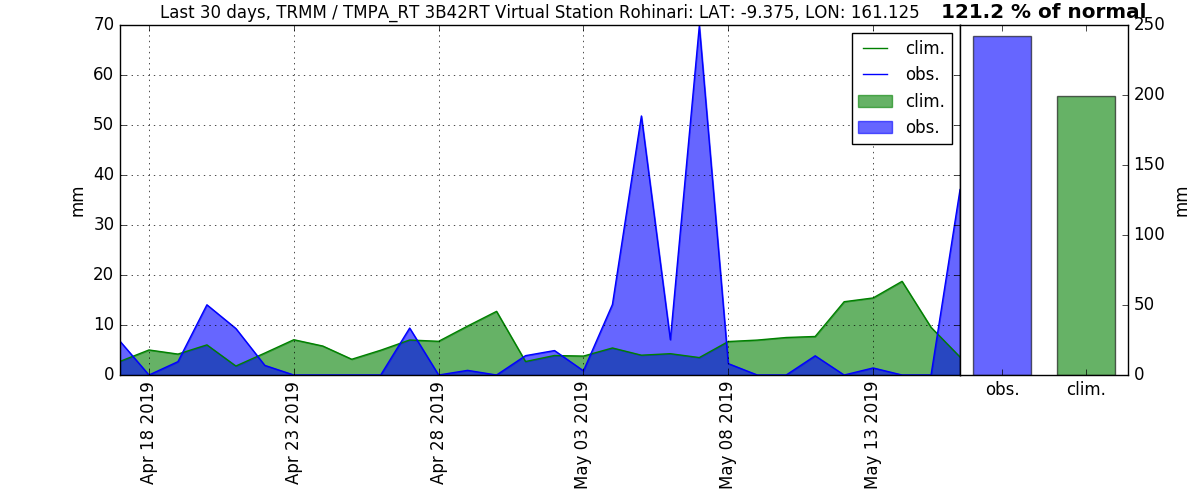 Last 30 days, TRMM / TMPA_RT 3B42RT Virtual Station Rohinari: LAT: -9.375, LON: 161.125
121.2 % of normal
70
60
50
40
30
20
10
0
mm
clim.
obs.
clim.
obs.
Apr 18 2019
Apr 23 2019
Apr 28 2019
May 03 2019
May 08 2019
May 13 2019
250
200
150
100
50
0
mm
obs.
clim.